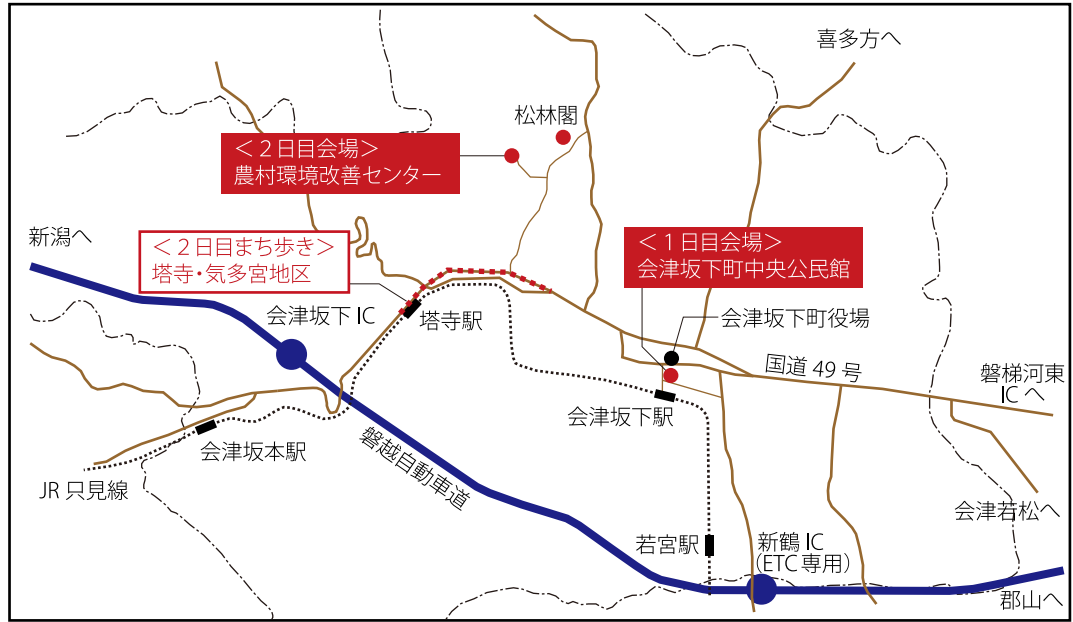 喜多方へ
松林閣
＜２日目会場＞
農村環境改善センター
新潟へ
＜２日目まち歩き＞
塔寺・気多宮地区
＜１日目会場＞
会津坂下町中央公民館
会津坂下 IC
塔寺駅
会津坂下町役場
国道 49 号
磐梯河東
ICへ
会津坂下駅
会津坂本駅
磐越自動車道
JR 只見線
会津若松へ
若宮駅
新鶴 IC
（ETC 専用）
郡山へ